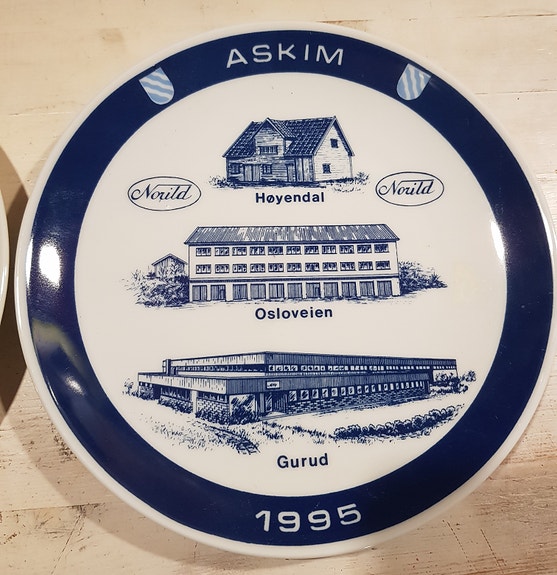 ASKIM
Norild
Norild
Høyendal
Osloveien
Gurud
1995